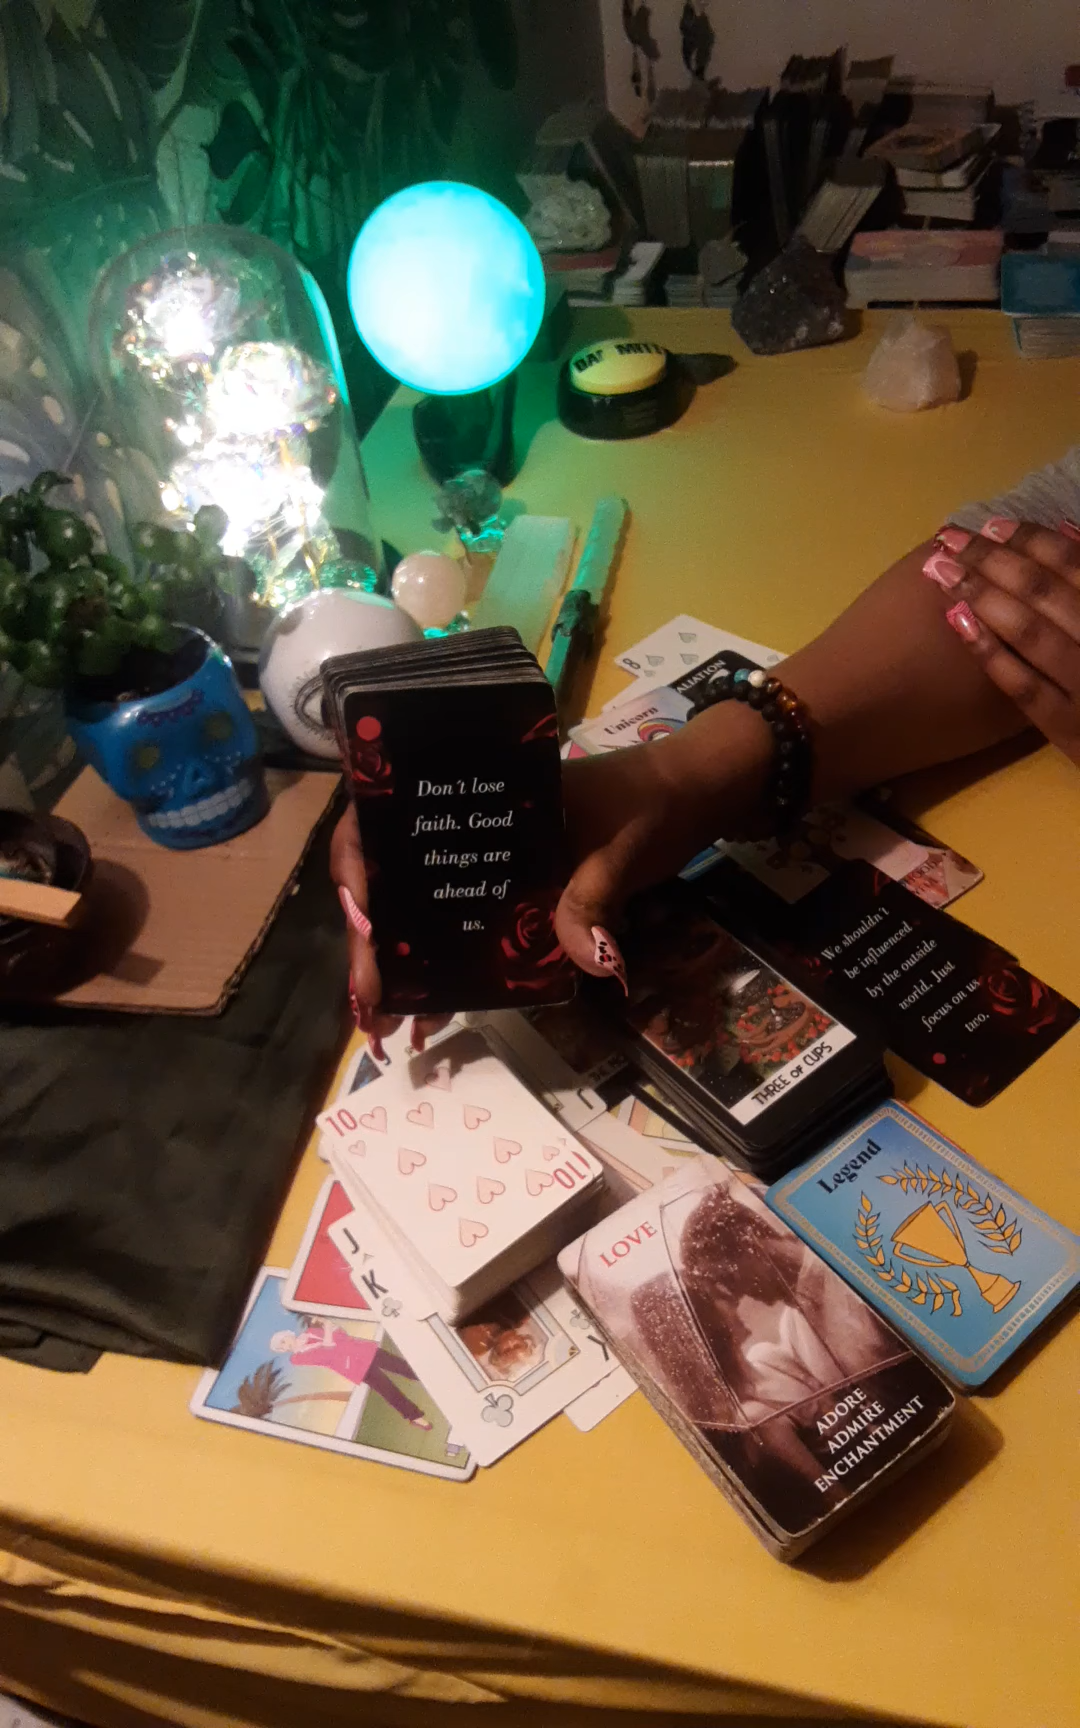 8
ALIATION
Unicorn
Don't lose
faith. Good
things are
ahead of
us.
We shouldn't
be influenced
by the outside
world. Just
focus on us
two.
THREE OF CUPS
10
10
J
J
K
Legend
LOVE
ADORE
ADMIRE
ENCHANTMENT